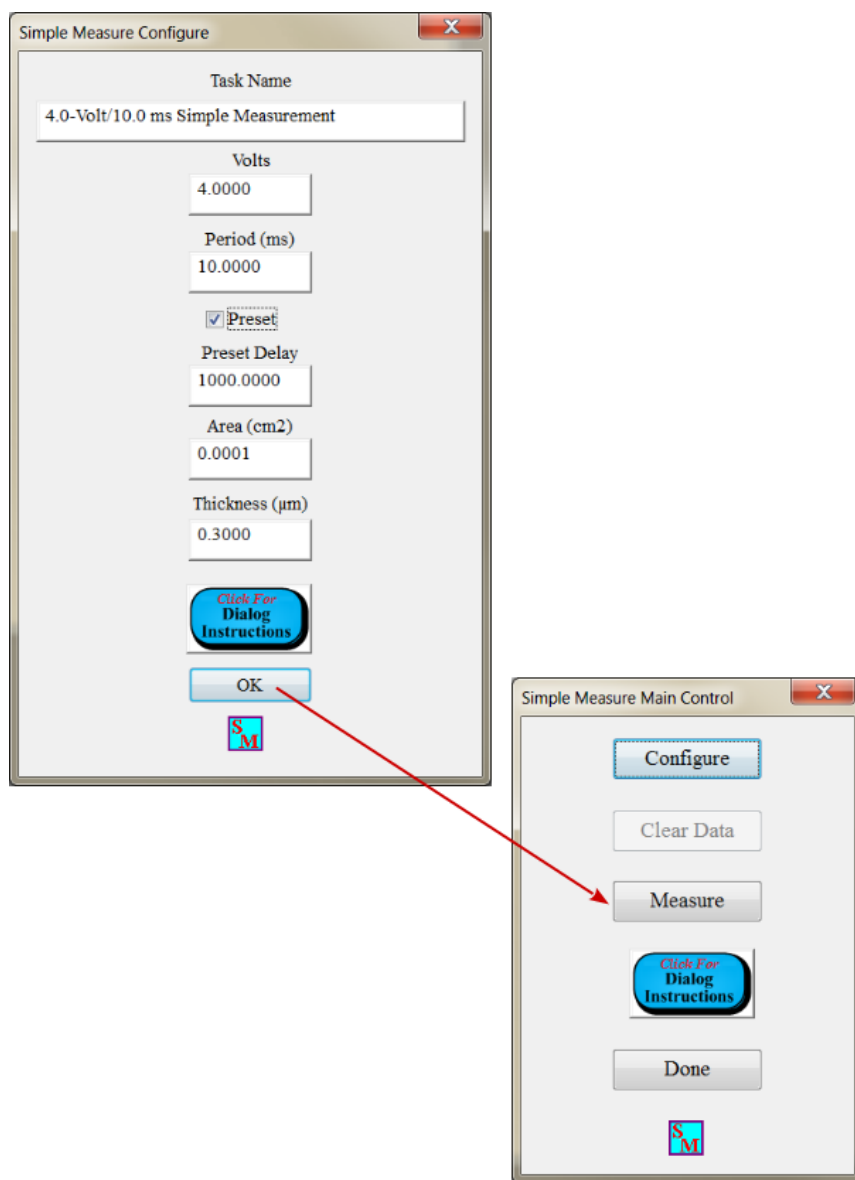 Simple Measure Configure
X
Task Name
4.0-Volt/10.0 ms Simple Measurement
Volts
4.0000
Period (ms)
10.0000
Preset
Preset Delay
1000.0000
Area (cm2)
0.0001
Thickness (µm)
0.3000
Click For
Dialog
Instructions
OK
S
M
Simple Measure Main Control
X
Configure
Clear Data
Measure
Click For
Dialog
Instructions
Done
S
M